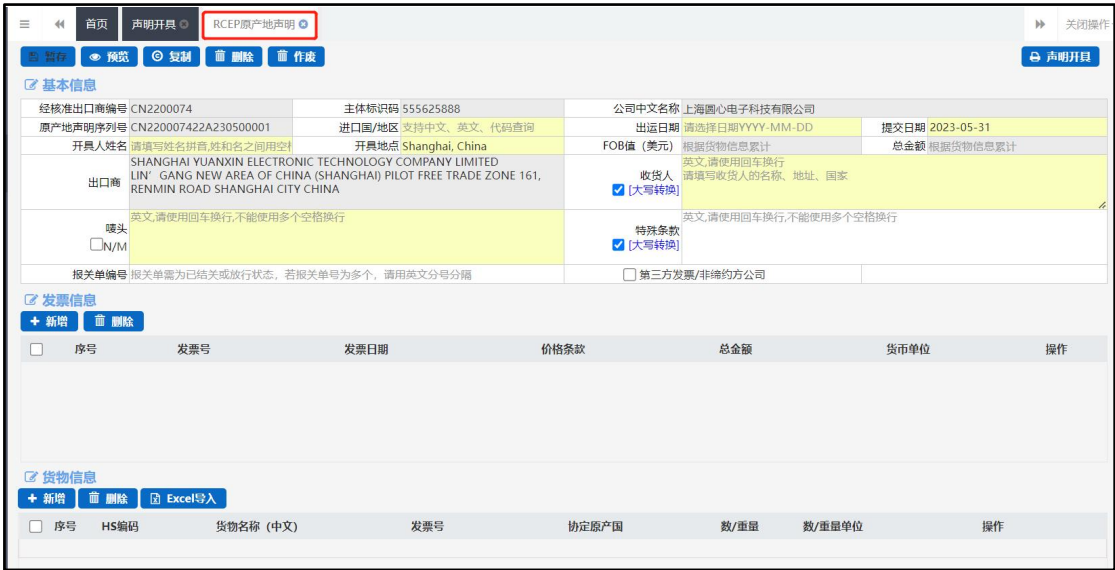 首页 声明开具 RCEP原产地声明 关闭操作
暂存 预览 复制 删除 作废 声明开具
基本信息
经核准出口商编号 CN2200074 主体标识码 555625888 公司中文名称 上海圆心电子科技有限公司
原产地声明序列号 CN220007422A230500001 进口国/地区 支持中文、英文、代码查询 出运日期 请选择日期YYYY-MM-DD 提交日期 2023-05-31
开具人姓名 请填写姓名拼音,姓和名之间用空格 开具地点 Shanghai, China FOB值(美元) 根据货物信息累计 总金额 根据货物信息累计
出口商 SHANGHAI YUANXIN ELECTRONIC TECHNOLOGY COMPANY LIMITED
LIN' GANG NEW AREA OF CHINA (SHANGHAI) PILOT FREE TRADE ZONE 161,
RENMIN ROAD SHANGHAI CITY CHINA
收货人 [大写转换] 英文,请使用回车换行
请填写收货人的名称、地址、国家
唛头 N/M 英文,请使用回车换行,不能使用多个空格换行
特殊条款 [大写转换] 英文,请使用回车换行,不能使用多个空格换行
报关单编号 报关单需为已结关或放行状态，若报关单号为多个，请用英文分号分隔 第三方发票/非缔约方公司
发票信息
新增 删除
序号 发票号 发票日期 价格条款 总金额 货币单位 操作
货物信息
新增 删除 Excel导入
序号 HS编码 货物名称 (中文) 发票号 协定原产国 数/重量 数/重量单位 操作